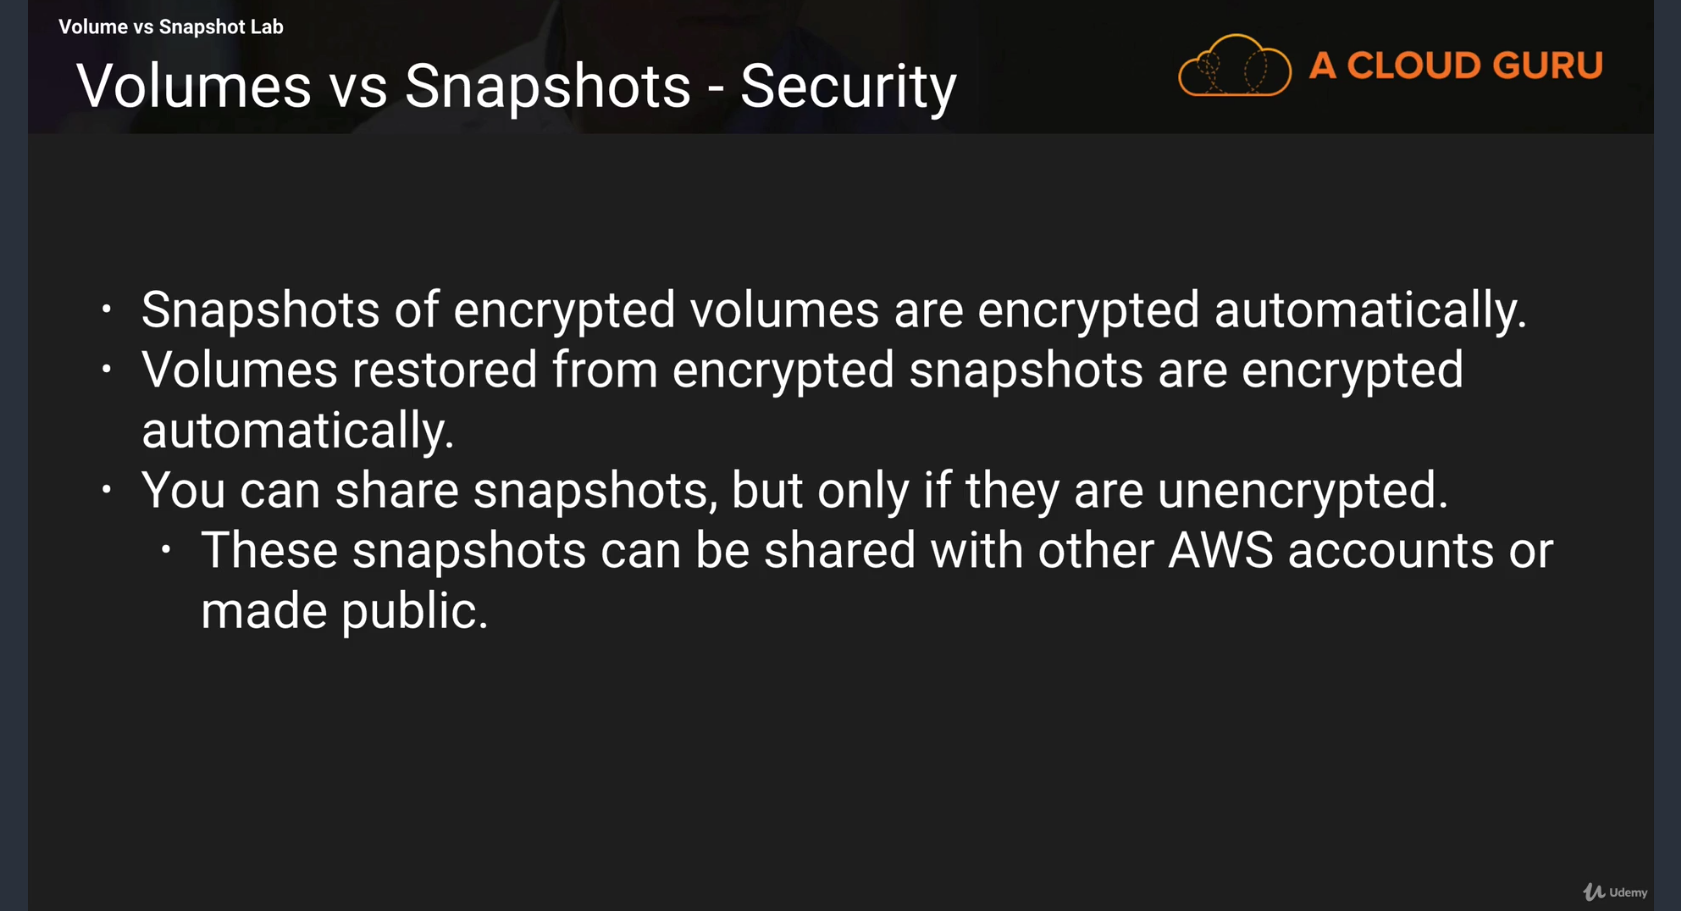 Volume vs Snapshot Lab
Volumes vs Snapshots - Security
A CLOUD GURU
• Snapshots of encrypted volumes are encrypted automatically.
• Volumes restored from encrypted snapshots are encrypted
automatically.
• You can share snapshots, but only if they are unencrypted.
• These snapshots can be shared with other AWS accounts or
made public.
Udemy